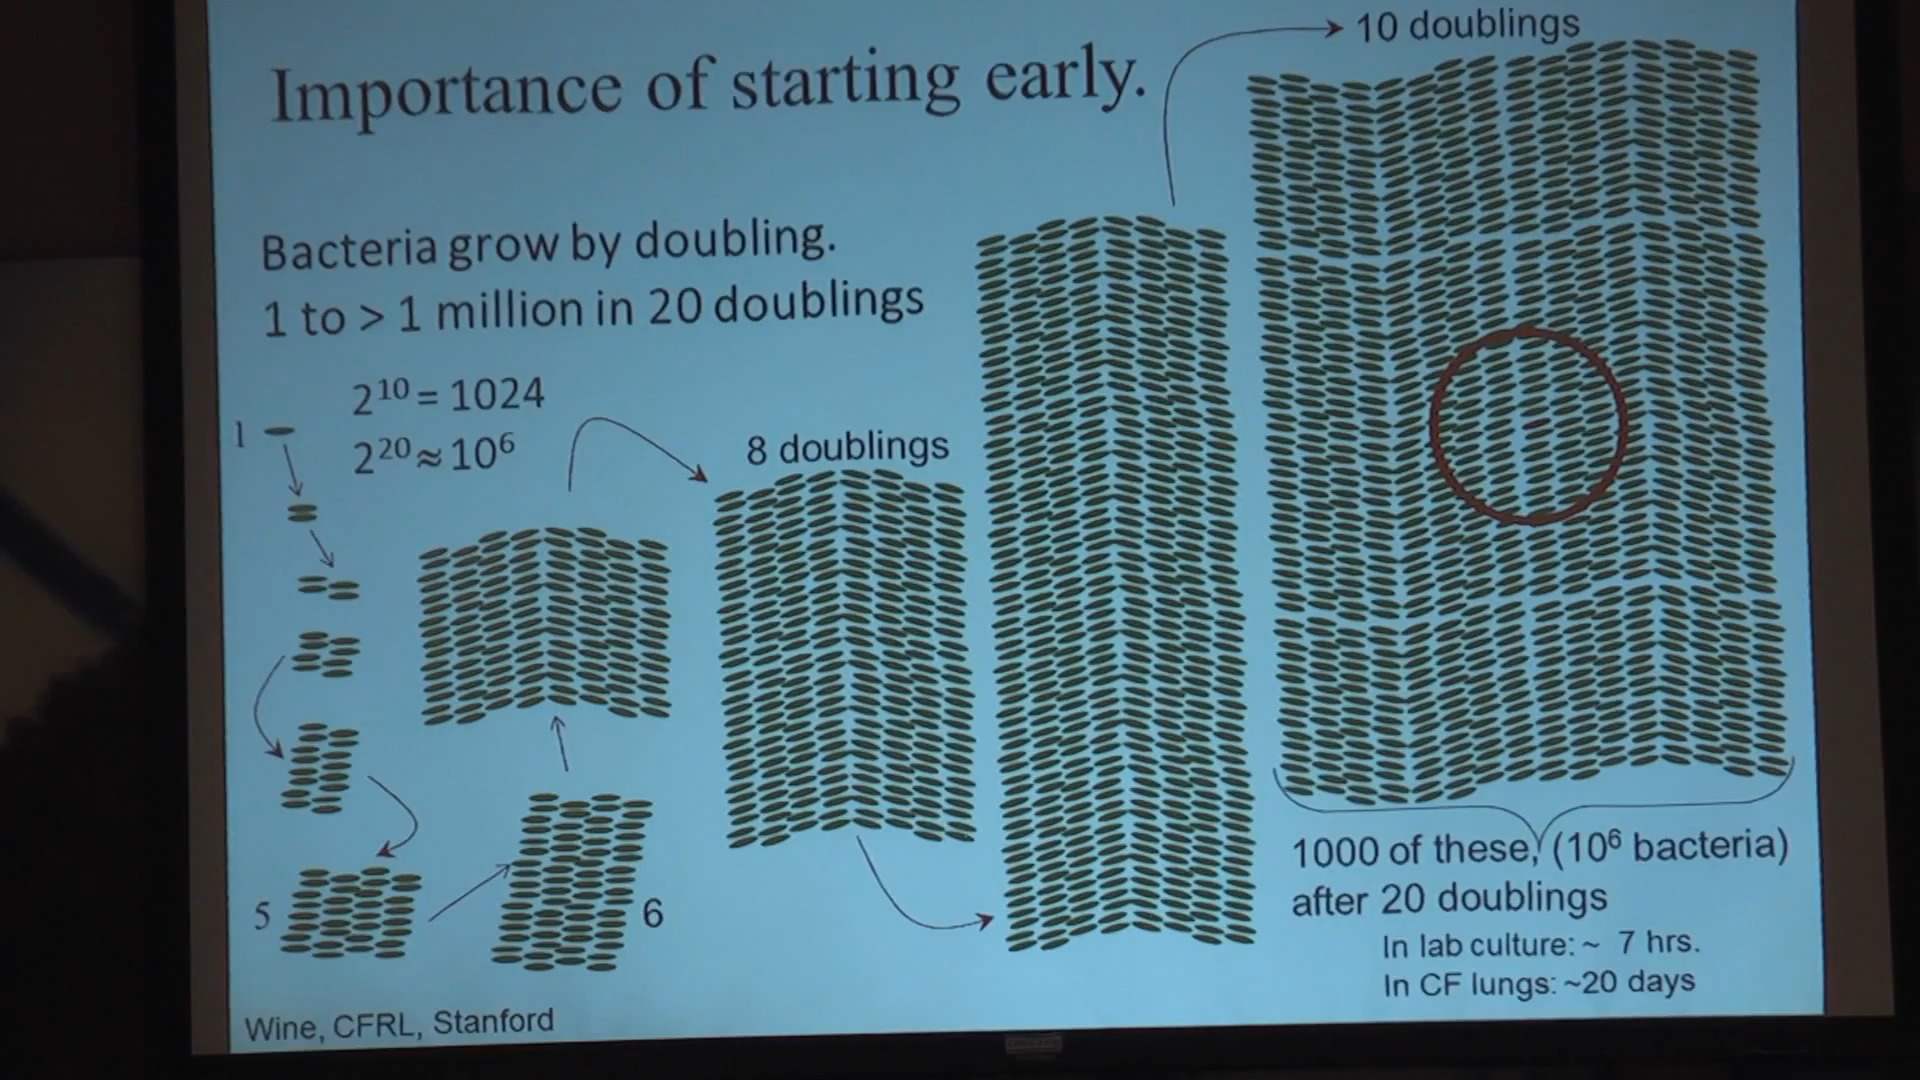 Importance of starting early.
10 doublings
Bacteria grow by doubling.
1 to > 1 million in 20 doublings
2¹⁰ = 1024
2²⁰ ≈ 10⁶
1
8 doublings
5
6
1000 of these, (10⁶ bacteria)
after 20 doublings
In lab culture: ~ 7 hrs.
In CF lungs: ~20 days
Wine, CFRL, Stanford